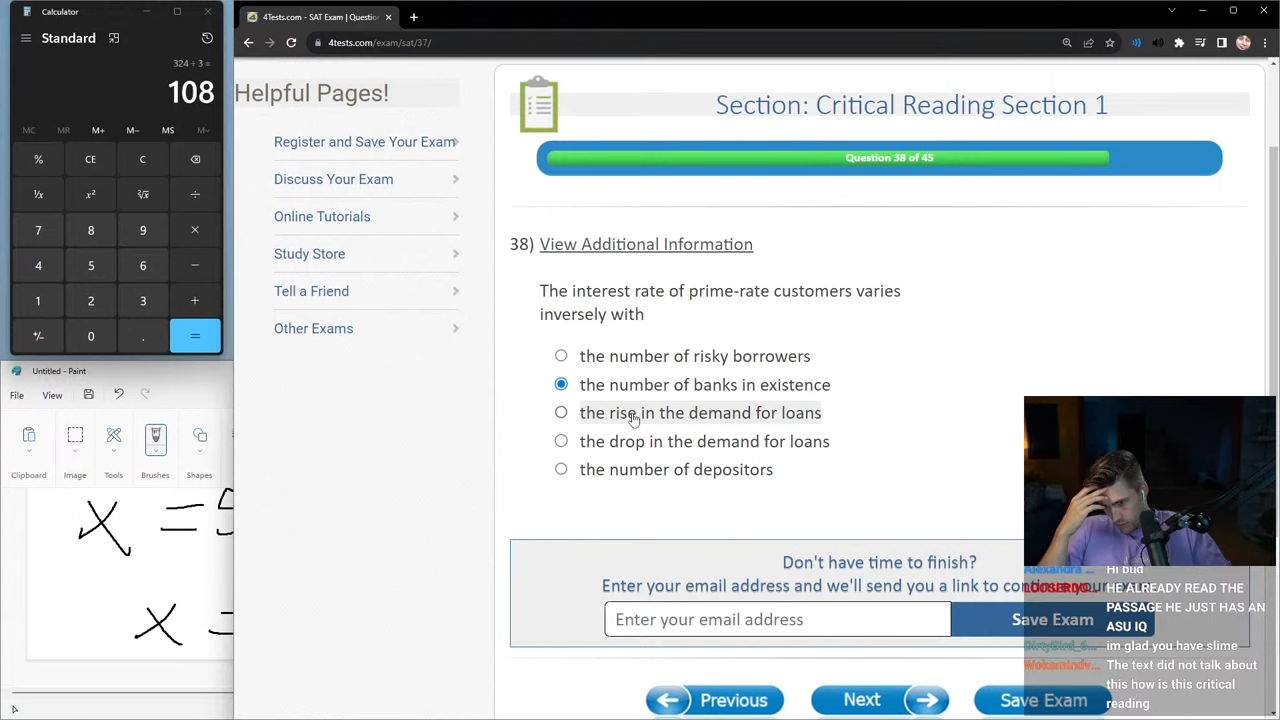 Calculator
Standard
324 ÷ 3 =
108
MC MR M+ M− MS M˅
% CE C
¹/x x² ²√x ÷
7 8 9 ×
4 5 6 −
1 2 3 +
+/− 0 . =
Untitled - Paint
File View
Clipboard Image Tools Brushes Shapes
x = 5
x =
4Tests.com - SAT Exam | Question
4tests.com/exam/sat/37/
Helpful Pages!
Register and Save Your Exam
Discuss Your Exam
Online Tutorials
Study Store
Tell a Friend
Other Exams
Section: Critical Reading Section 1
Question 38 of 45
38) View Additional Information
The interest rate of prime-rate customers varies
inversely with
the number of risky borrowers
the number of banks in existence
the rise in the demand for loans
the drop in the demand for loans
the number of depositors
Don't have time to finish?
Enter your email address and we'll send you a link to continue your
Enter your email address
Save Exam
Previous
Next
Save Exam
Hi bud
HE ALREADY READ THE
PASSAGE HE JUST HAS AN
ASU IQ
im glad you have slime
The text did not talk about
this how is this critical
reading